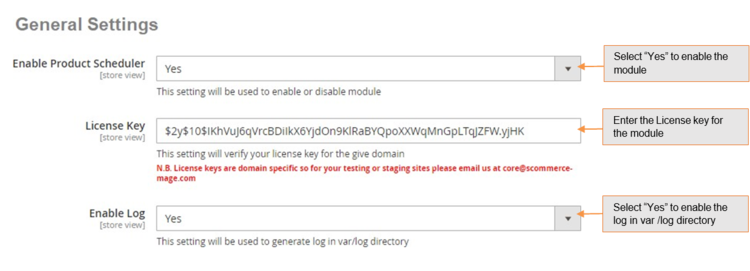 General Settings
Enable Product Scheduler
[store view]
Yes
This setting will be used to enable or disable module
Select "Yes" to enable the
module
License Key
[store view]
$2y$10$IKhVuJ6qVrcBDiIkX6YjdOn9KlRaBYQpoXXWqMnGpLTqJZFW.yjHK
This setting will verify your license key for the give domain
N.B. License keys are domain specific so for your testing or staging sites please email us at core@scommerce-
mage.com
Enter the License key for
the module
Enable Log
[store view]
Yes
This setting will be used to generate log in var/log directory
Select "Yes" to enable the
log in var /log directory